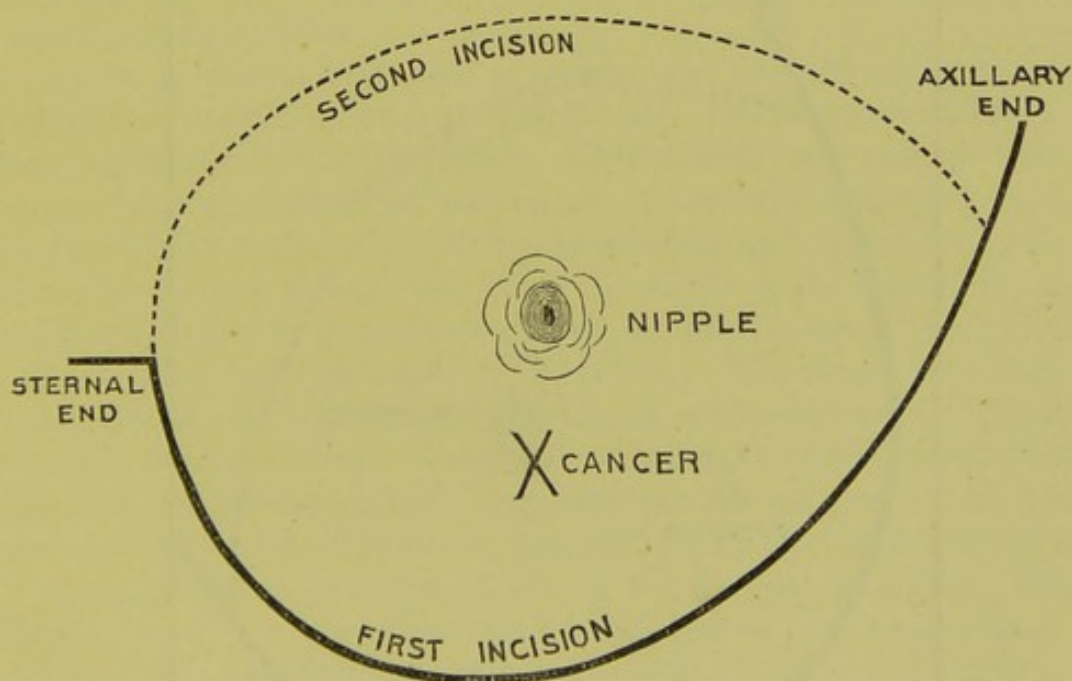 SECOND INCISION
AXILLARY
END
NIPPLE
STERNAL
END
CANCER
FIRST INCISION